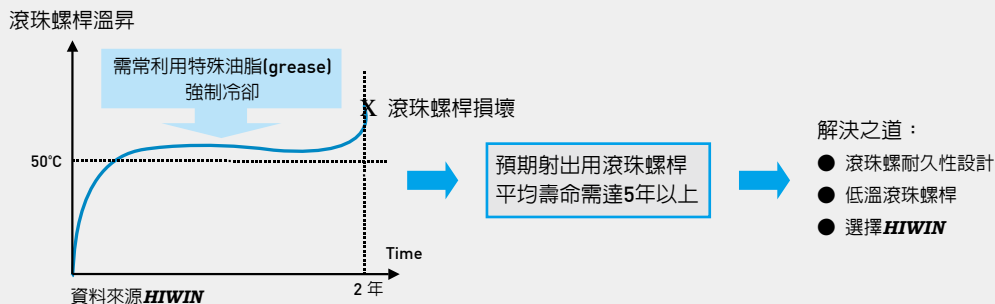 滾珠螺桿溫昇
需常利用特殊油脂(grease)
強制冷卻
X 滾珠螺桿損壞
50°C
Time
2 年
資料來源HIWIN
預期射出用滾珠螺桿
平均壽命需達5年以上
解決之道：
● 滾珠螺耐久性設計
● 低溫滾珠螺桿
● 選擇HIWIN